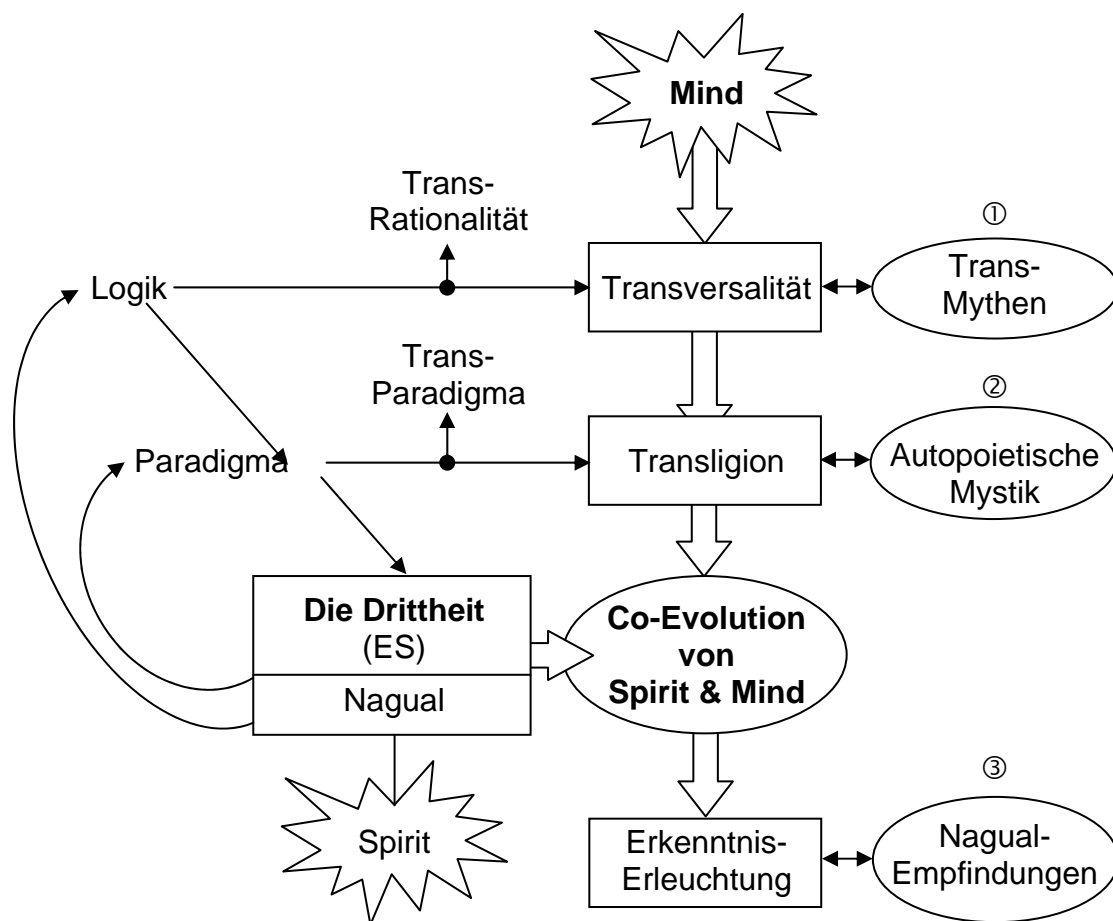 Mind
Trans-
Rationalität
①
Logik
Transversalität
Trans-
Mythen
Trans-
Paradigma
②
Paradigma
Transligion
Autopoietische
Mystik
Die Drittheit
(ES)
Nagual
Co-Evolution
von
Spirit & Mind
Spirit
③
Erkenntnis-
Erleuchtung
Nagual-
Empfindungen